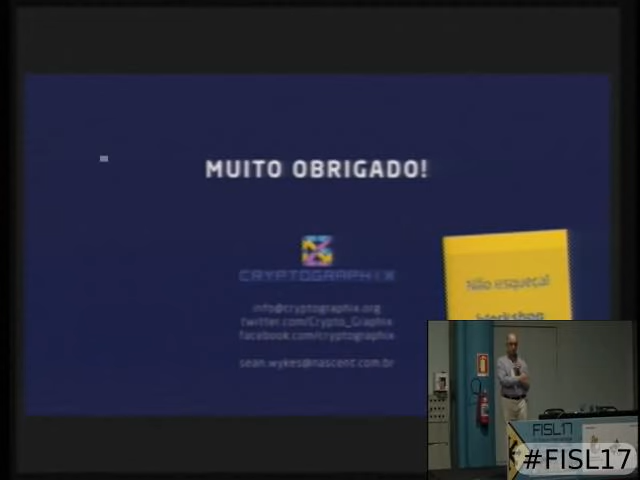 MUITO OBRIGADO!
CRYPTOGRAPHIX
info@cryptographix.org
twitter.com/Crypto_Graphix
facebook.com/cryptographix
sean.wykes@nascent.com.br
Não esqueça!
Workshop
FISL17
#FISL17